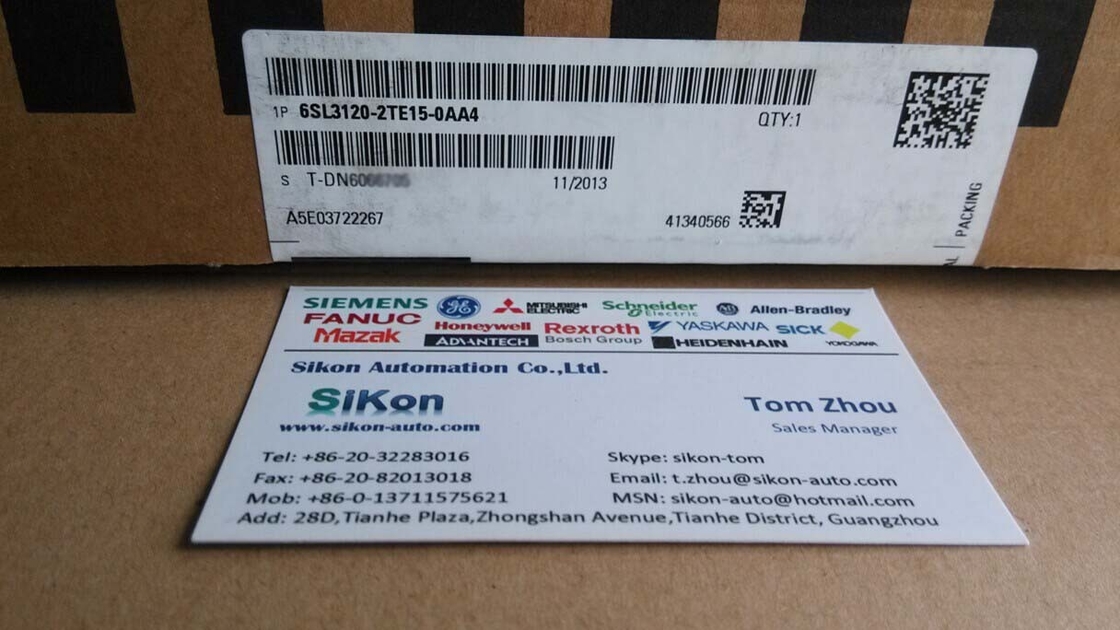 1P 6SL3120-2TE15-0AA4 QTY:1
S T-DN6 11/2013
A5E03722267 41340566
PACKING
SIEMENS GE MITSUBISHI ELECTRIC Schneider Electric AB Allen-Bradley
FANUC Honeywell Rexroth YASKAWA SICK
Mazak ADVANTECH Bosch Group HEIDENHAIN YOKOGAWA
Sikon Automation Co.,Ltd.
SiKon Tom Zhou
www.sikon-auto.com Sales Manager
Tel: +86-20-32283016 Skype: sikon-tom
Fax: +86-20-82013018 Email: t.zhou@sikon-auto.com
Mob: +86-0-13711575621 MSN: sikon-auto@hotmail.com
Add: 28D,Tianhe Plaza,Zhongshan Avenue,Tianhe District, Guangzhou